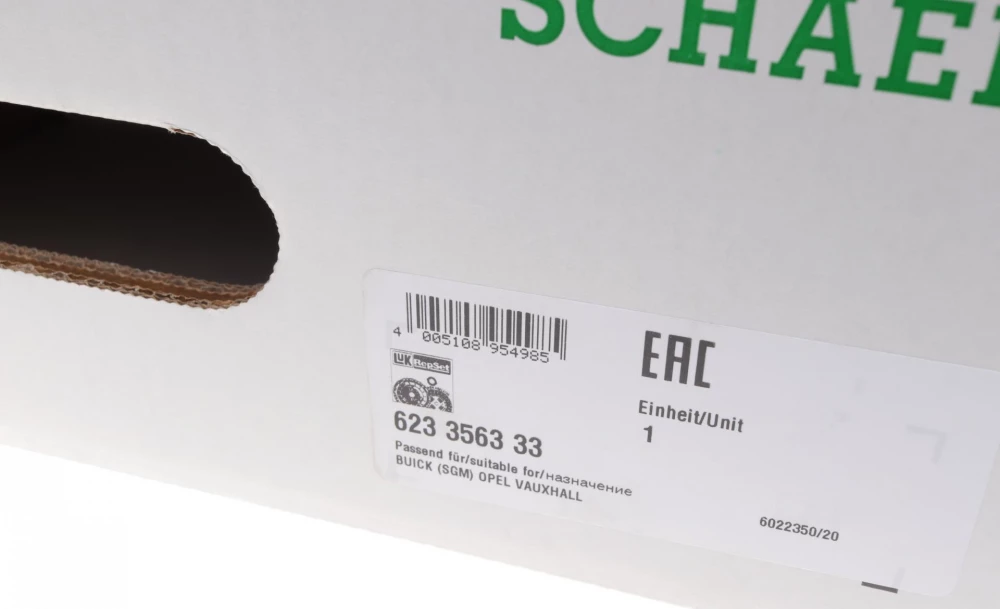 SCHAE
4 005108 954985
EAC
LUK RepSet
Einheit/Unit
1
623 3563 33
Passend für/suitable for/назначение
BUICK (SGM) OPEL VAUXHALL
6022350/20